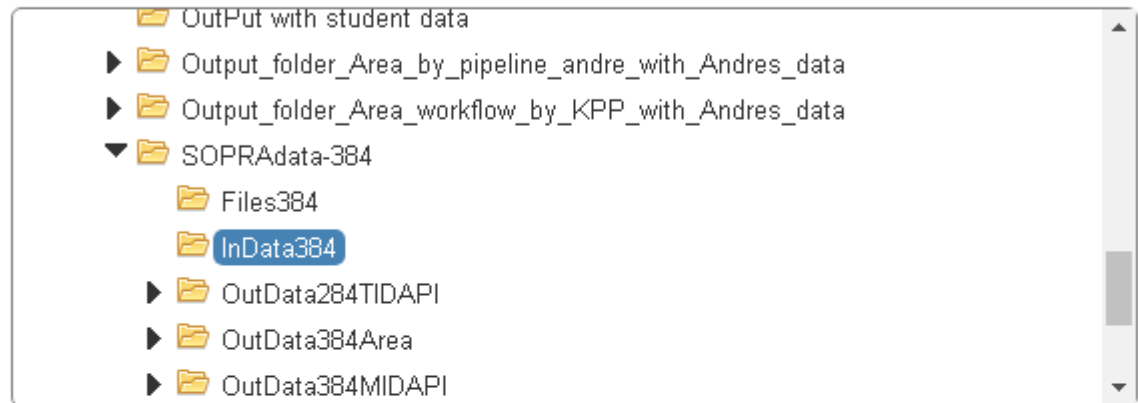 OutPut with student data
Output_folder_Area_by_pipeline_andre_with_Andres_data
Output_folder_Area_workflow_by_KPP_with_Andres_data
SOPRAdata-384
Files384
InData384
OutData284TIDAPI
OutData384Area
OutData384MIDAPI